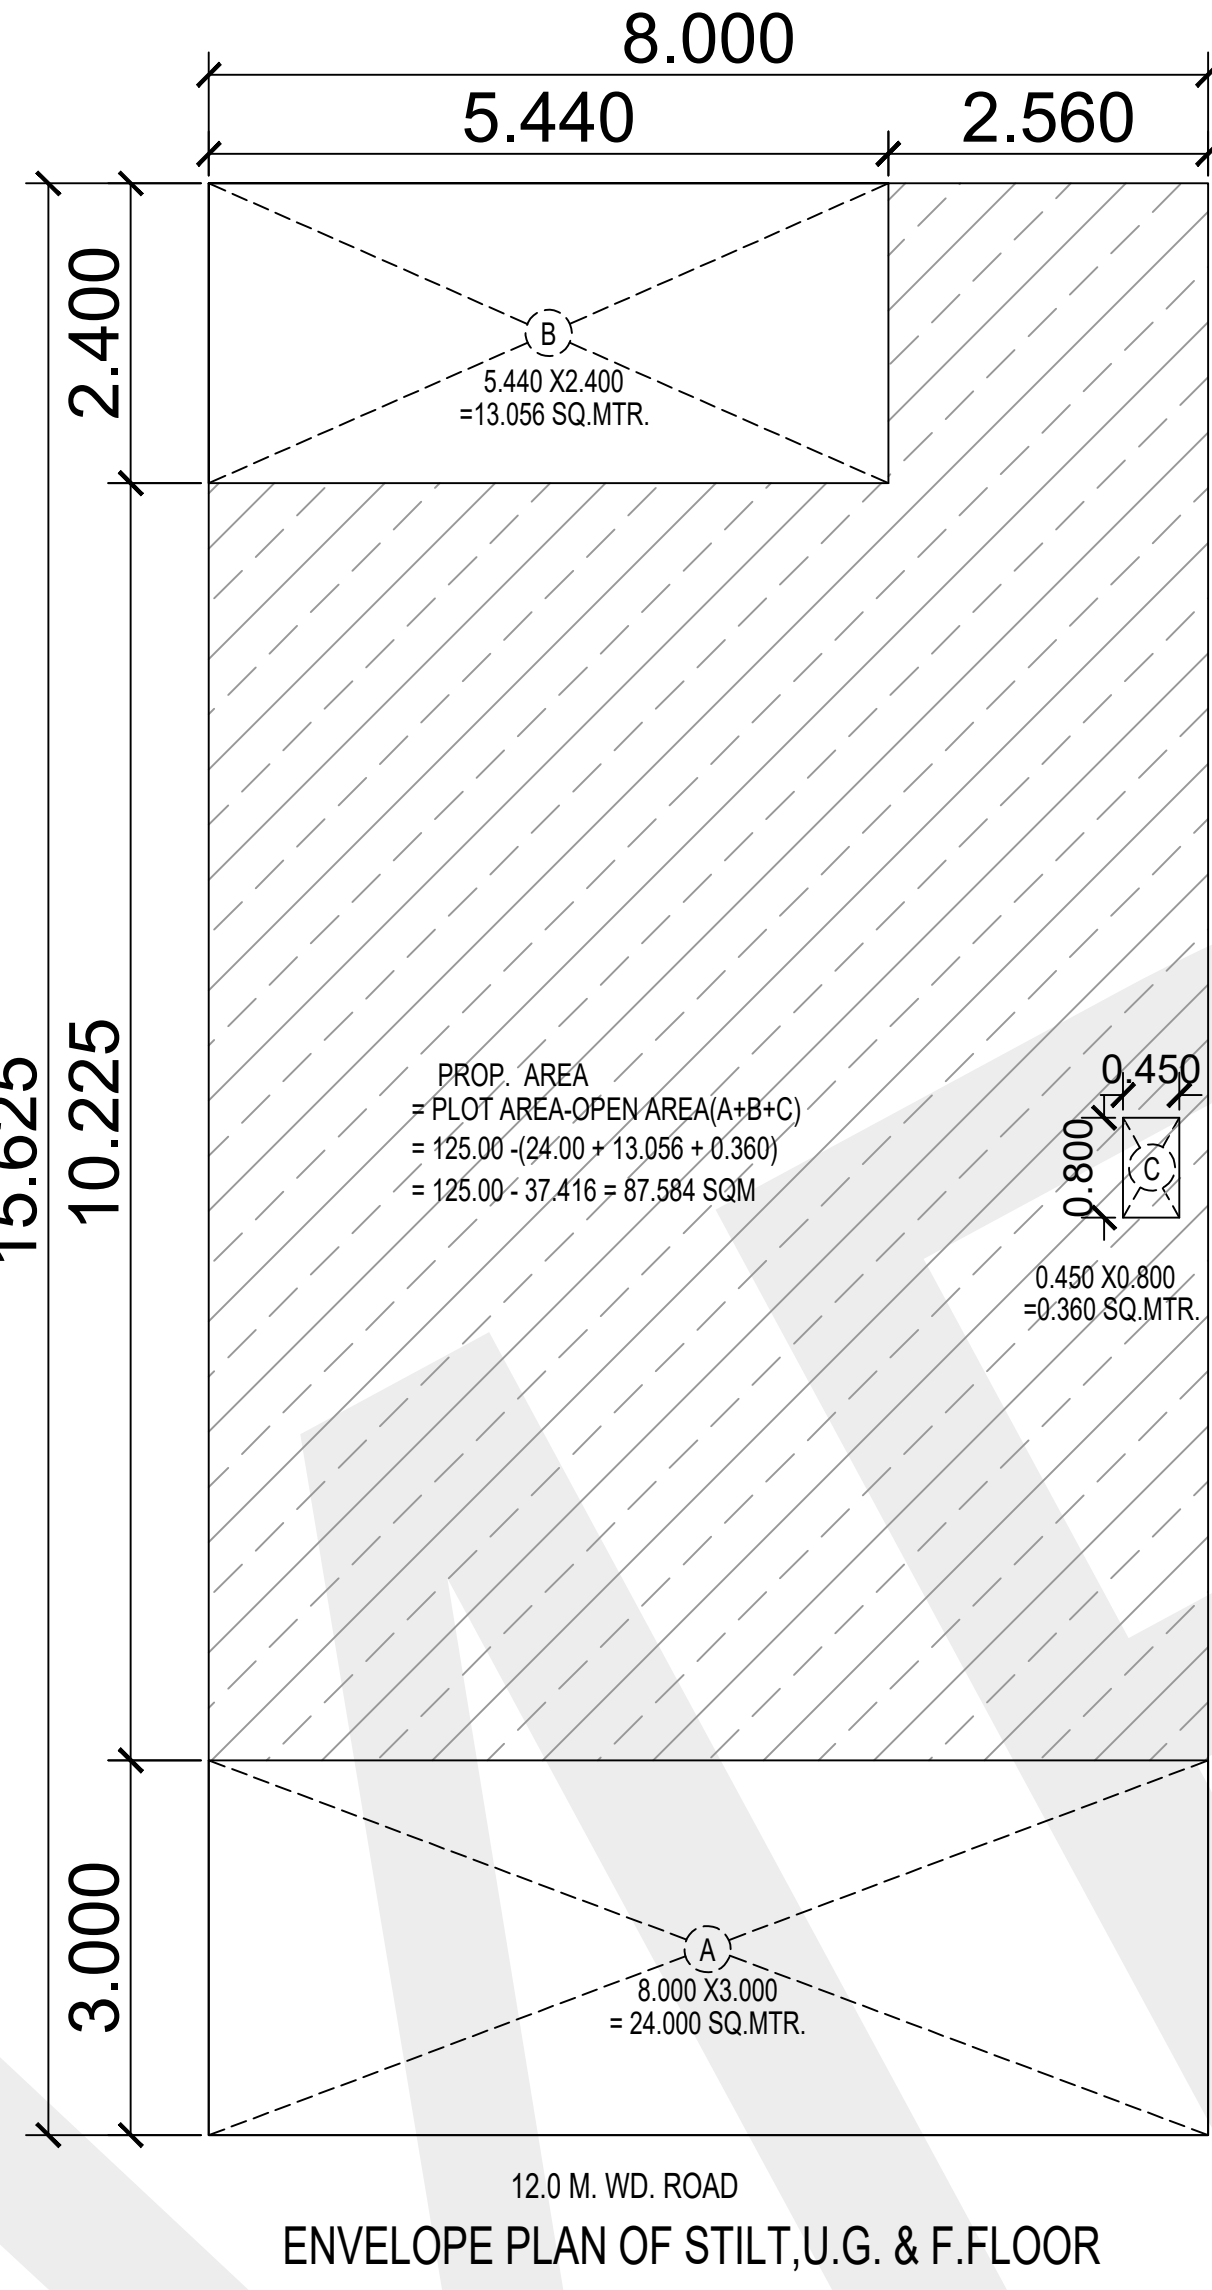 8.000
5.440
2.560
2.400
B
5.440 X2.400
=13.056 SQ.MTR.
15.625
10.225
PROP. AREA
= PLOT AREA-OPEN AREA(A+B+C)
= 125.00 -(24.00 + 13.056 + 0.360)
= 125.00 - 37.416 = 87.584 SQM
0.450
0.800
C
0.450 X0.800
=0.360 SQ.MTR.
3.000
A
8.000 X3.000
= 24.000 SQ.MTR.
12.0 M. WD. ROAD
ENVELOPE PLAN OF STILT,U.G. & F.FLOOR